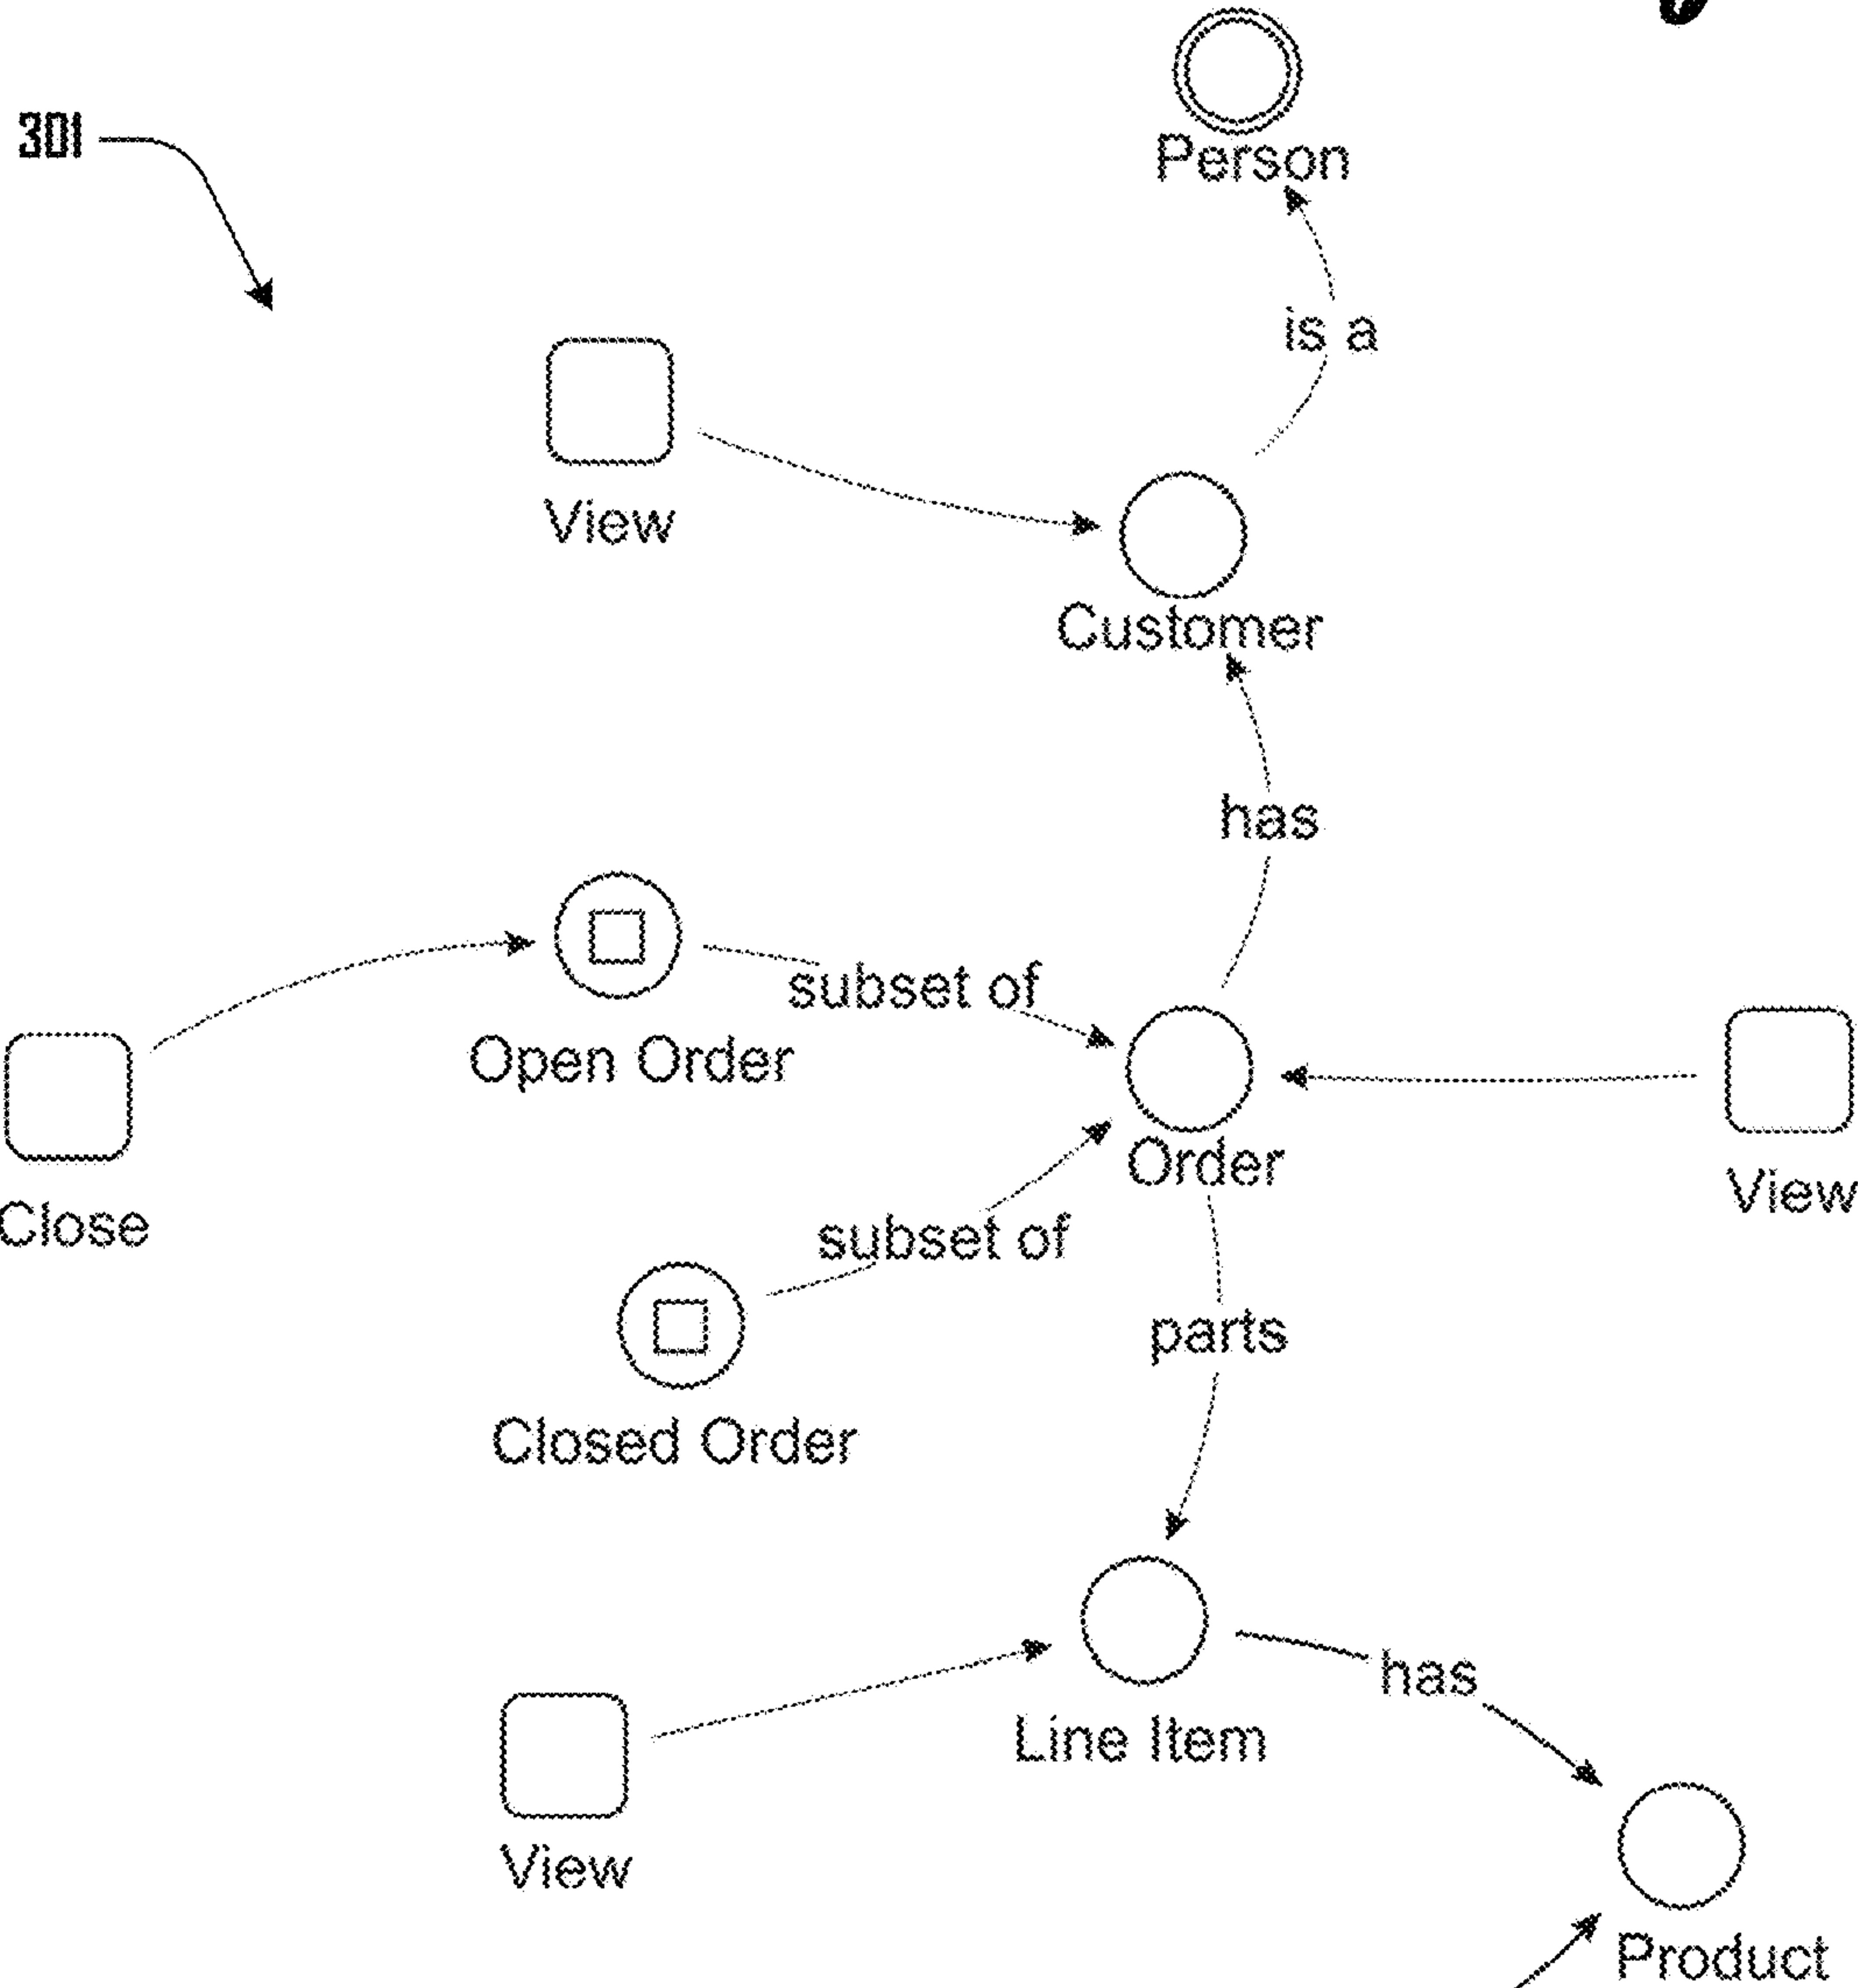 301
Person
is a
View
Customer
has
subset of
Open Order
Close
Order
View
subset of
parts
Closed Order
has
Line Item
View
Product